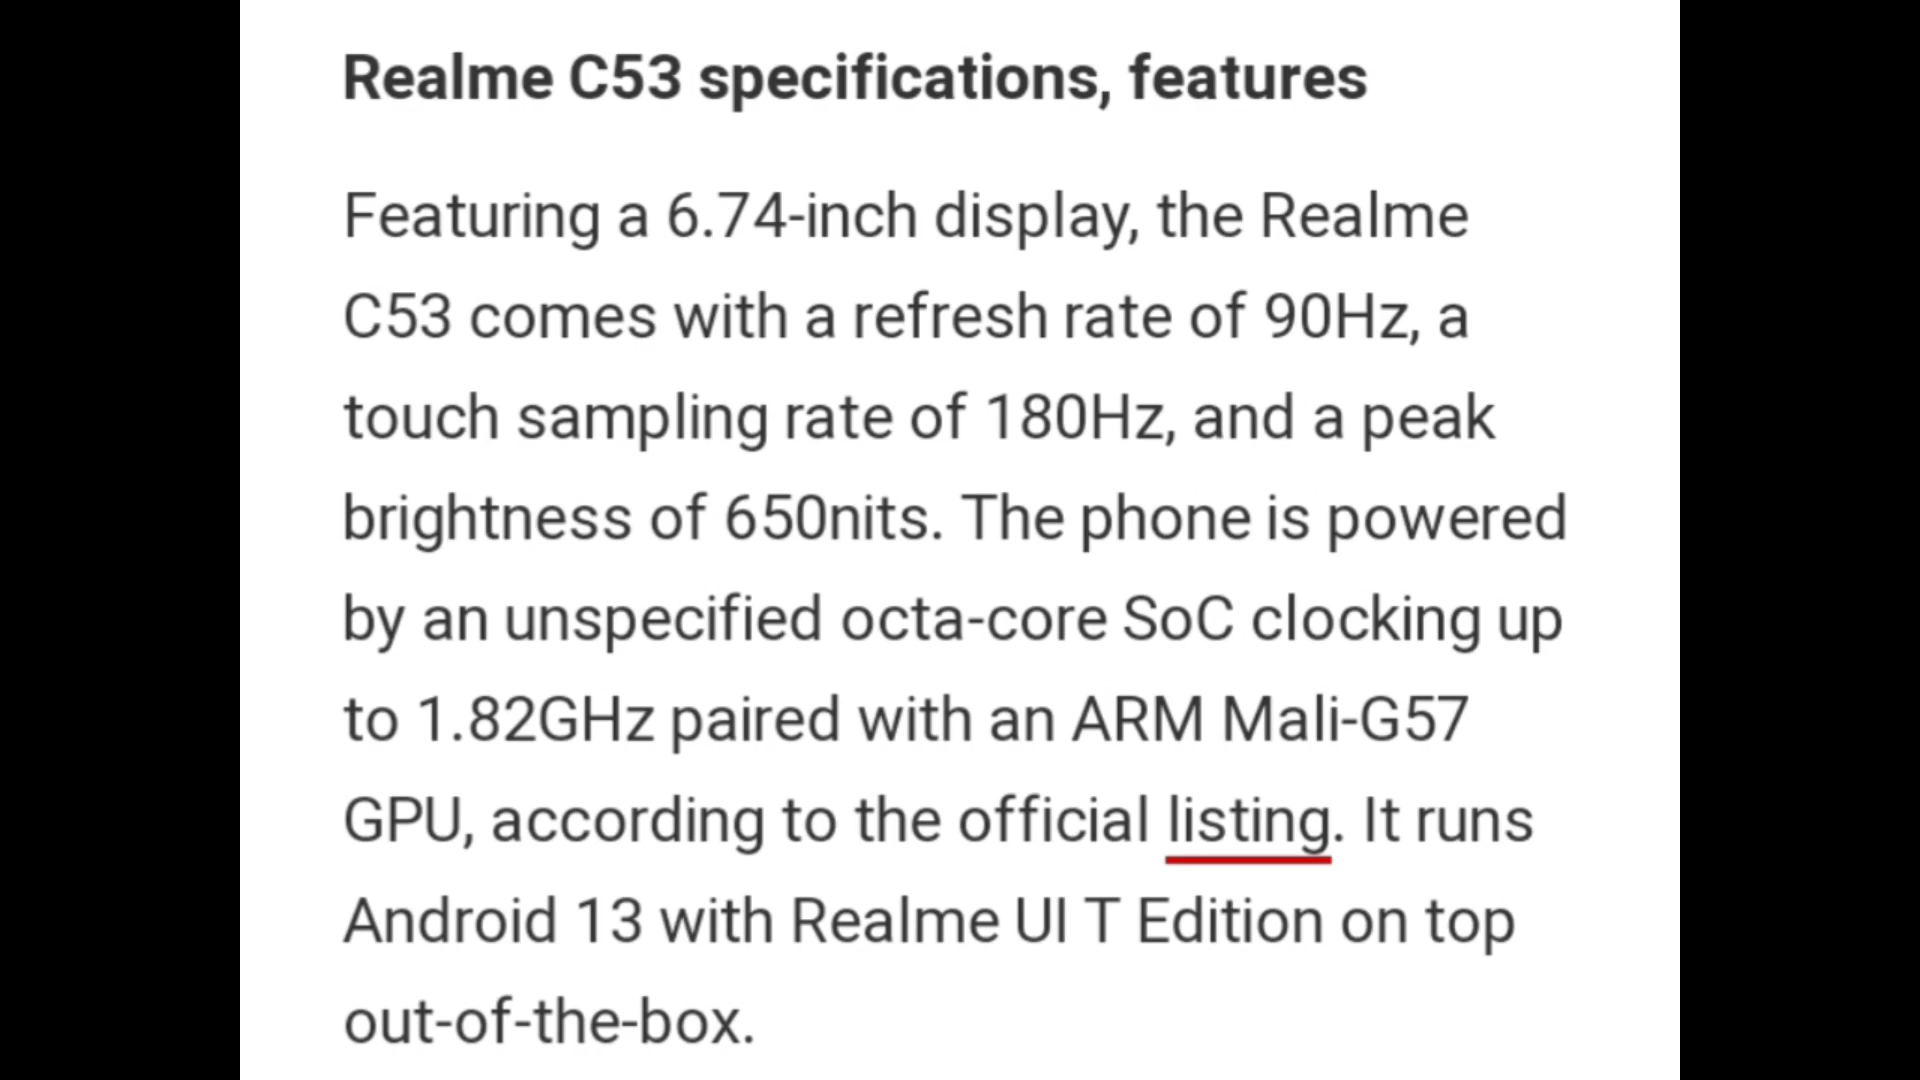 Realme C53 specifications, features
Featuring a 6.74-inch display, the Realme
C53 comes with a refresh rate of 90Hz, a
touch sampling rate of 180Hz, and a peak
brightness of 650nits. The phone is powered
by an unspecified octa-core SoC clocking up
to 1.82GHz paired with an ARM Mali-G57
GPU, according to the official listing. It runs
Android 13 with Realme UI T Edition on top
out-of-the-box.